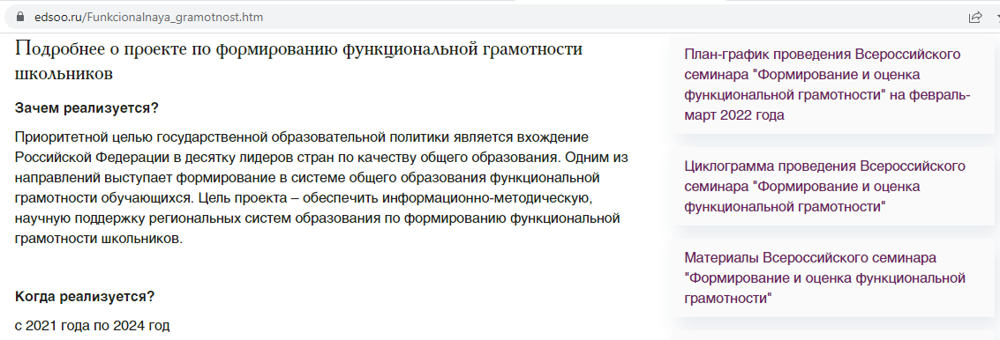 edsoo.ru/Funkcionalnaya_gramotnost.htm
Подробнее о проекте по формированию функциональной грамотности
школьников
Зачем реализуется?
Приоритетной целью государственной образовательной политики является вхождение
Российской Федерации в десятку лидеров стран по качеству общего образования. Одним из
направлений выступает формирование в системе общего образования функциональной
грамотности обучающихся. Цель проекта – обеспечить информационно-методическую,
научную поддержку региональных систем образования по формированию функциональной
грамотности школьников.
Когда реализуется?
с 2021 года по 2024 год
План-график проведения Всероссийского
семинара "Формирование и оценка
функциональной грамотности" на февраль-
март 2022 года
Циклограмма проведения Всероссийского
семинара "Формирование и оценка
функциональной грамотности"
Материалы Всероссийского семинара
"Формирование и оценка функциональной
грамотности"